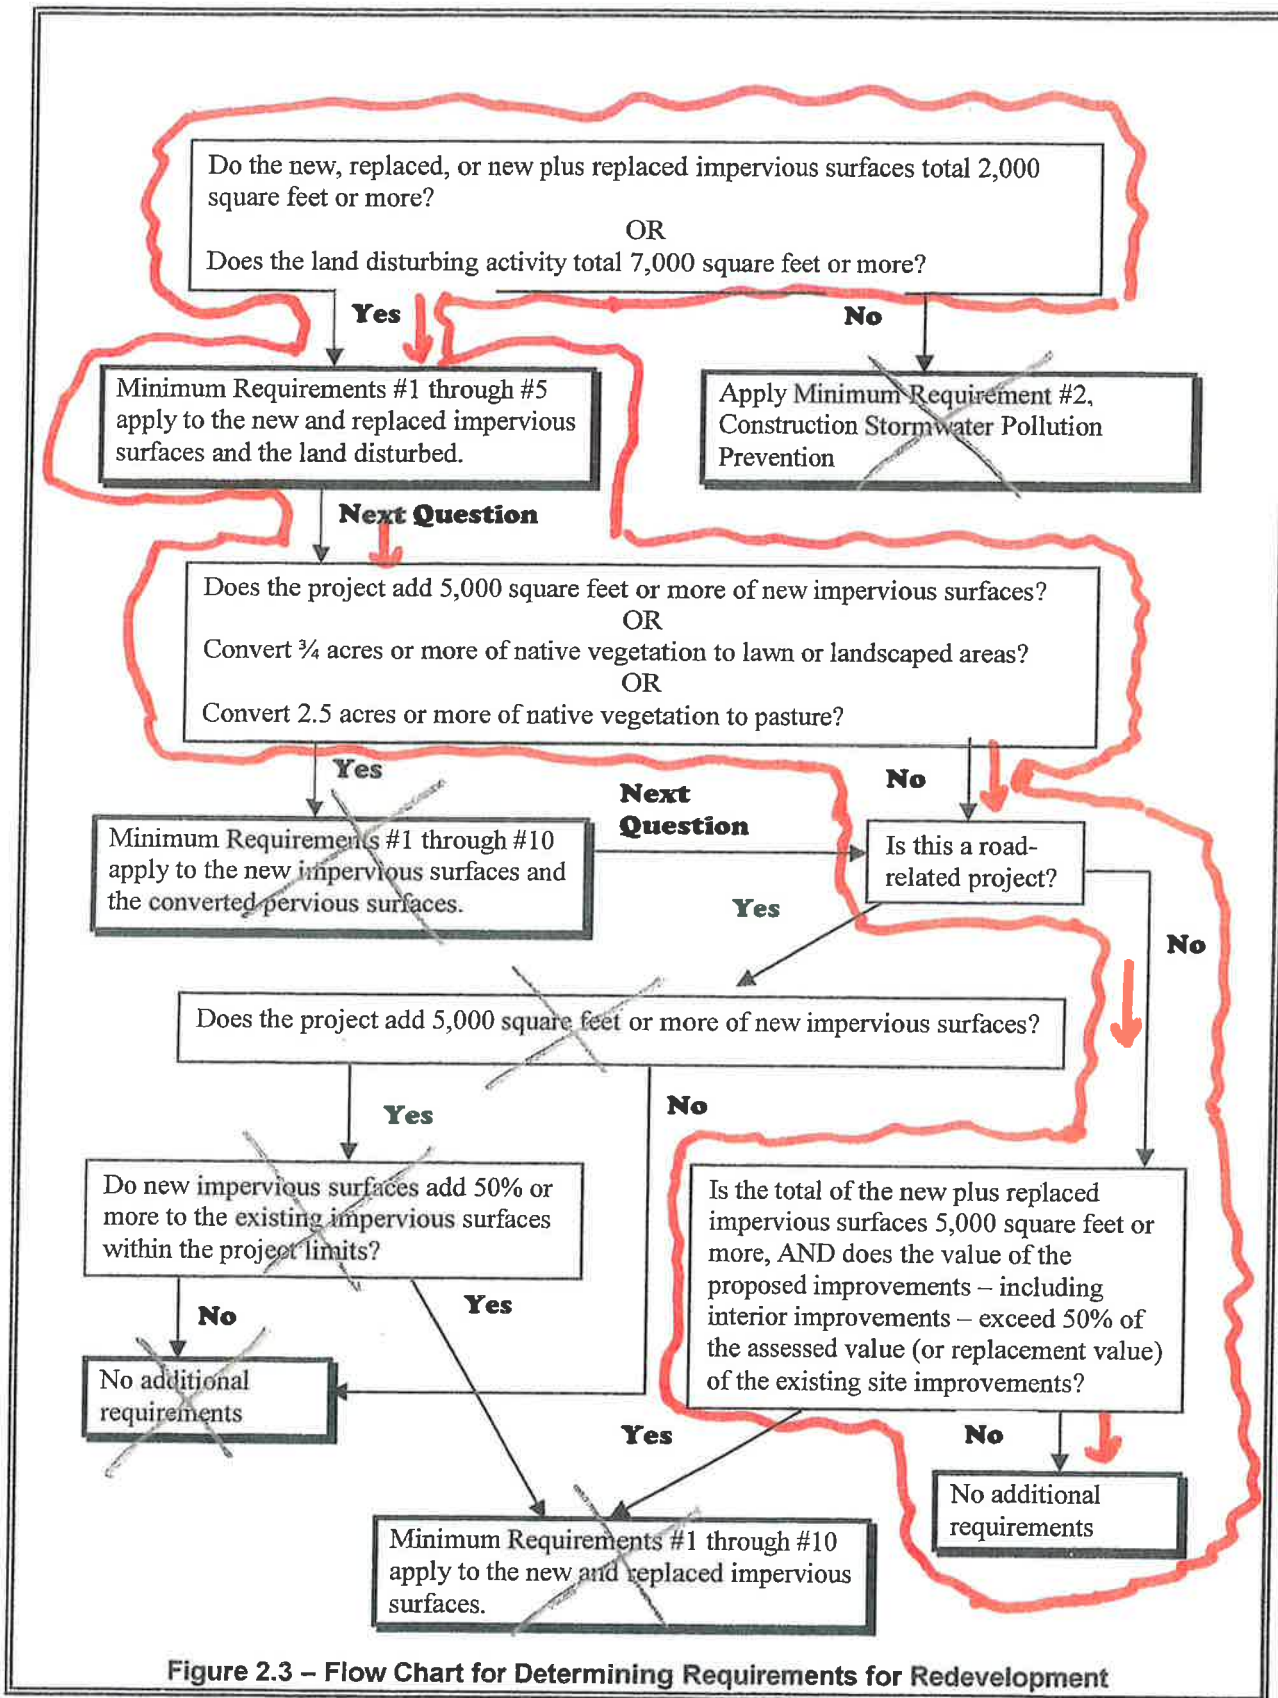 Do the new, replaced, or new plus replaced impervious surfaces total 2,000
square feet or more?
OR
Does the land disturbing activity total 7,000 square feet or more?
Yes
No
Minimum Requirements #1 through #5
apply to the new and replaced impervious
surfaces and the land disturbed.
Apply Minimum Requirement #2,
Construction Stormwater Pollution
Prevention
Next Question
Does the project add 5,000 square feet or more of new impervious surfaces?
OR
Convert ¾ acres or more of native vegetation to lawn or landscaped areas?
OR
Convert 2.5 acres or more of native vegetation to pasture?
Yes
No
Next
Question
Minimum Requirements #1 through #10
apply to the new impervious surfaces and
the converted pervious surfaces.
Is this a road-
related project?
Yes
No
Does the project add 5,000 square feet or more of new impervious surfaces?
Yes
No
Do new impervious surfaces add 50% or
more to the existing impervious surfaces
within the project limits?
Is the total of the new plus replaced
impervious surfaces 5,000 square feet or
more, AND does the value of the
proposed improvements – including
interior improvements – exceed 50% of
the assessed value (or replacement value)
of the existing site improvements?
No
Yes
No additional
requirements
Yes
No
No additional
requirements
Minimum Requirements #1 through #10
apply to the new and replaced impervious
surfaces.
Figure 2.3 – Flow Chart for Determining Requirements for Redevelopment